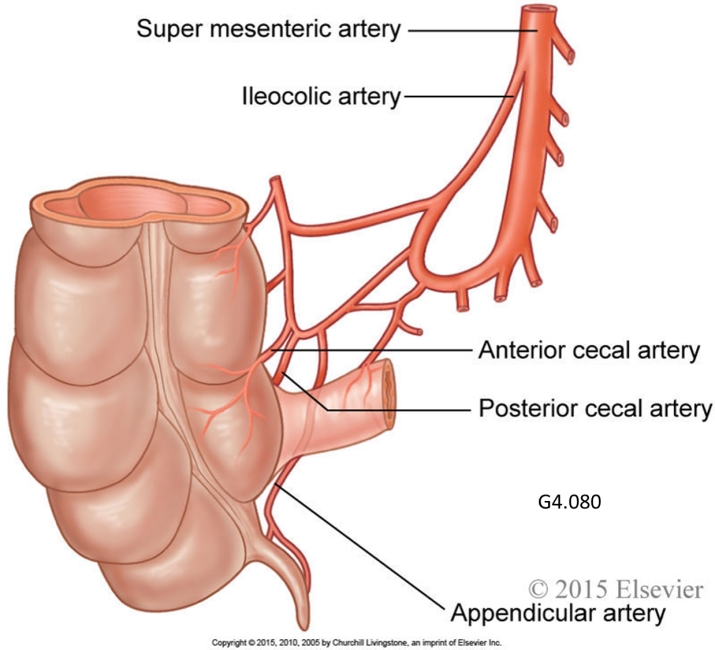 Super mesenteric artery
Ileocolic artery
Anterior cecal artery
Posterior cecal artery
G4.080
© 2015 Elsevier
Appendicular artery
Copyright © 2015, 2010, 2005 by Churchill Livingstone, an imprint of Elsevier Inc.